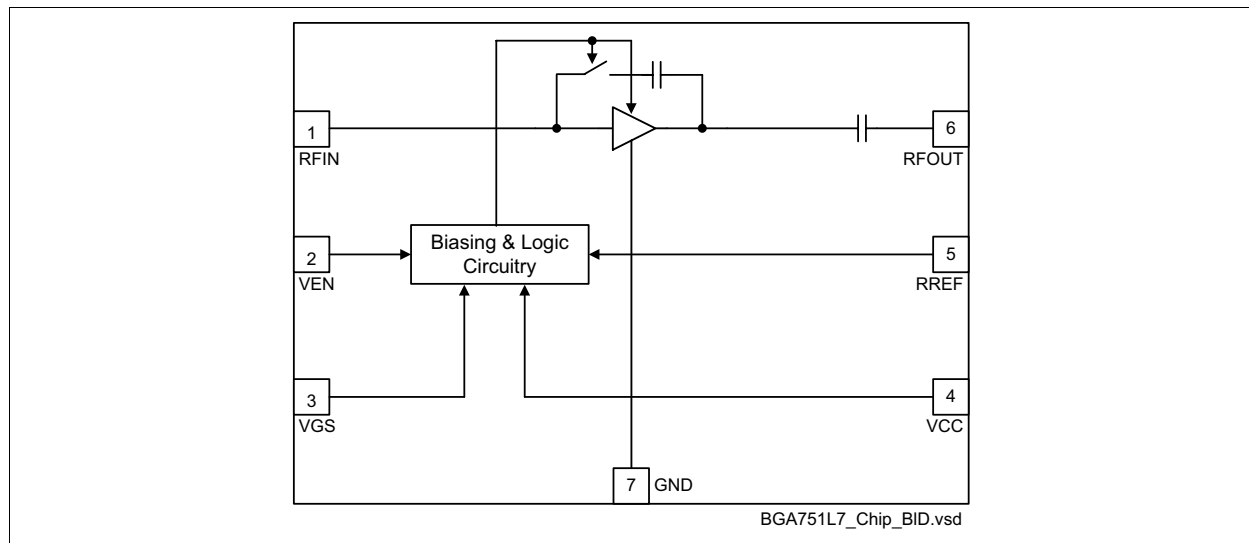 1
RFIN
6
RFOUT
Biasing & Logic
Circuitry
2
VEN
5
RREF
3
VGS
4
VCC
7
GND
BGA751L7_Chip_BID.vsd